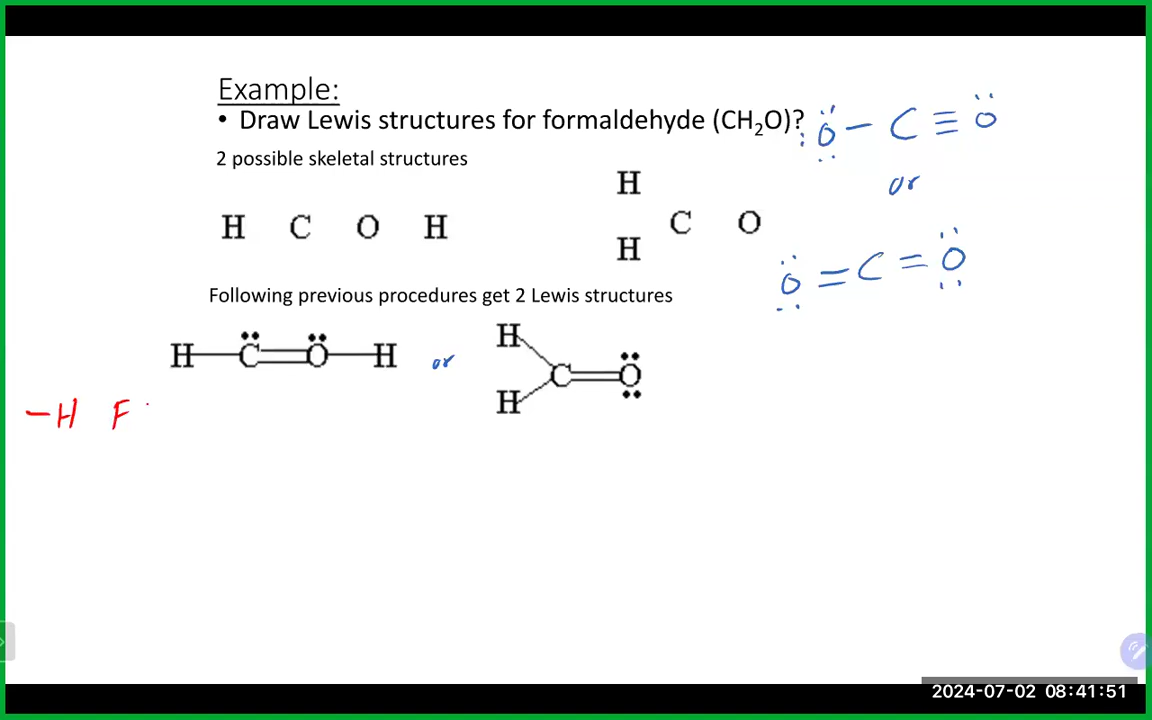 Example:
• Draw Lewis structures for formaldehyde (CH₂O)?
:Ö − C ≡ Ö
2 possible skeletal structures
or
H
H C O H
C O
H
Ö = C = Ö
Following previous procedures get 2 Lewis structures
H—C̈=Ö—H
or
H
C=Ö
H
−H F
2024-07-02 08:41:51